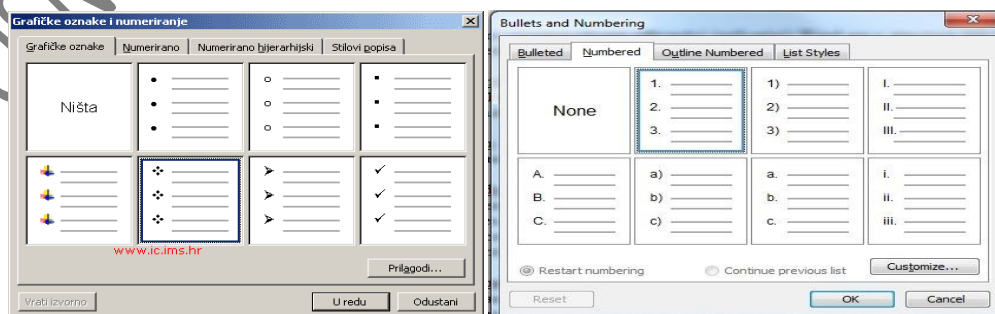 Grafičke oznake i numeriranje
Grafičke oznake Numerirano Numerirano hijerarhijski Stilovi popisa
Ništa
www.ic.ims.hr
Prilagodi...
Vrati izvorno U redu Odustani
Bullets and Numbering
Bulleted Numbered Outline Numbered List Styles
None
1.
2.
3.
1)
2)
3)
I.
II.
III.
A.
B.
C.
a)
b)
c)
a.
b.
c.
i.
ii.
iii.
Restart numbering Continue previous list Customize...
Reset OK Cancel